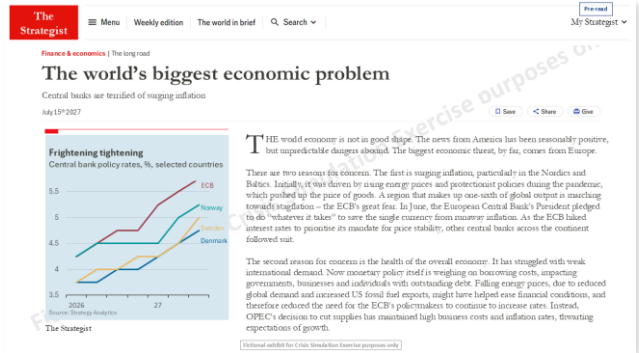 Pre-read
The
Strategist
Menu
Weekly edition
The world in brief
Search
My Strategist
Finance & economics | The long road
The world's biggest economic problem
Central banks are terrified of surging inflation
July 15th 2027
Save
Share
Give
Frightening tightening
Central bank policy rates, %, selected countries
5.5
5
4.5
4
3.5
ECB
Norway
Sweden
Denmark
2026
27
Source: Strategy Analytics
The Strategist
THE world economy is not in good shape. The news from America has been reasonably positive,
but unpredictable dangers abound. The biggest economic threat, by far, comes from Europe.
There are two reasons for concern. The first is surging inflation, particularly in the Nordics and
Baltics. Initially it was driven by rising energy prices and protectionist policies during the pandemic,
which pushed up the price of goods. A region that makes up one-sixth of global output is marching
towards stagflation – the ECB's great fear. In June, the European Central Bank's President pledged
to do "whatever it takes" to save the single currency from runaway inflation. As the ECB hiked
interest rates to prioritise its mandate for price stability, other central banks across the continent
followed suit.
The second reason for concern is the health of the overall economy. It has struggled with weak
international demand. Now monetary policy itself is weighing on borrowing costs, impacting
governments, businesses and individuals with outstanding debt. Falling energy prices, due to reduced
global demand and increased US fossil fuel exports, might have helped ease financial conditions, and
therefore reduced the need for the ECB's policymakers to continue to increase rates. Instead,
OPEC's decision to cut supplies has maintained high business costs and inflation rates, thwarting
expectations of growth.
Fictional exhibit for Crisis Simulation Exercise purposes only